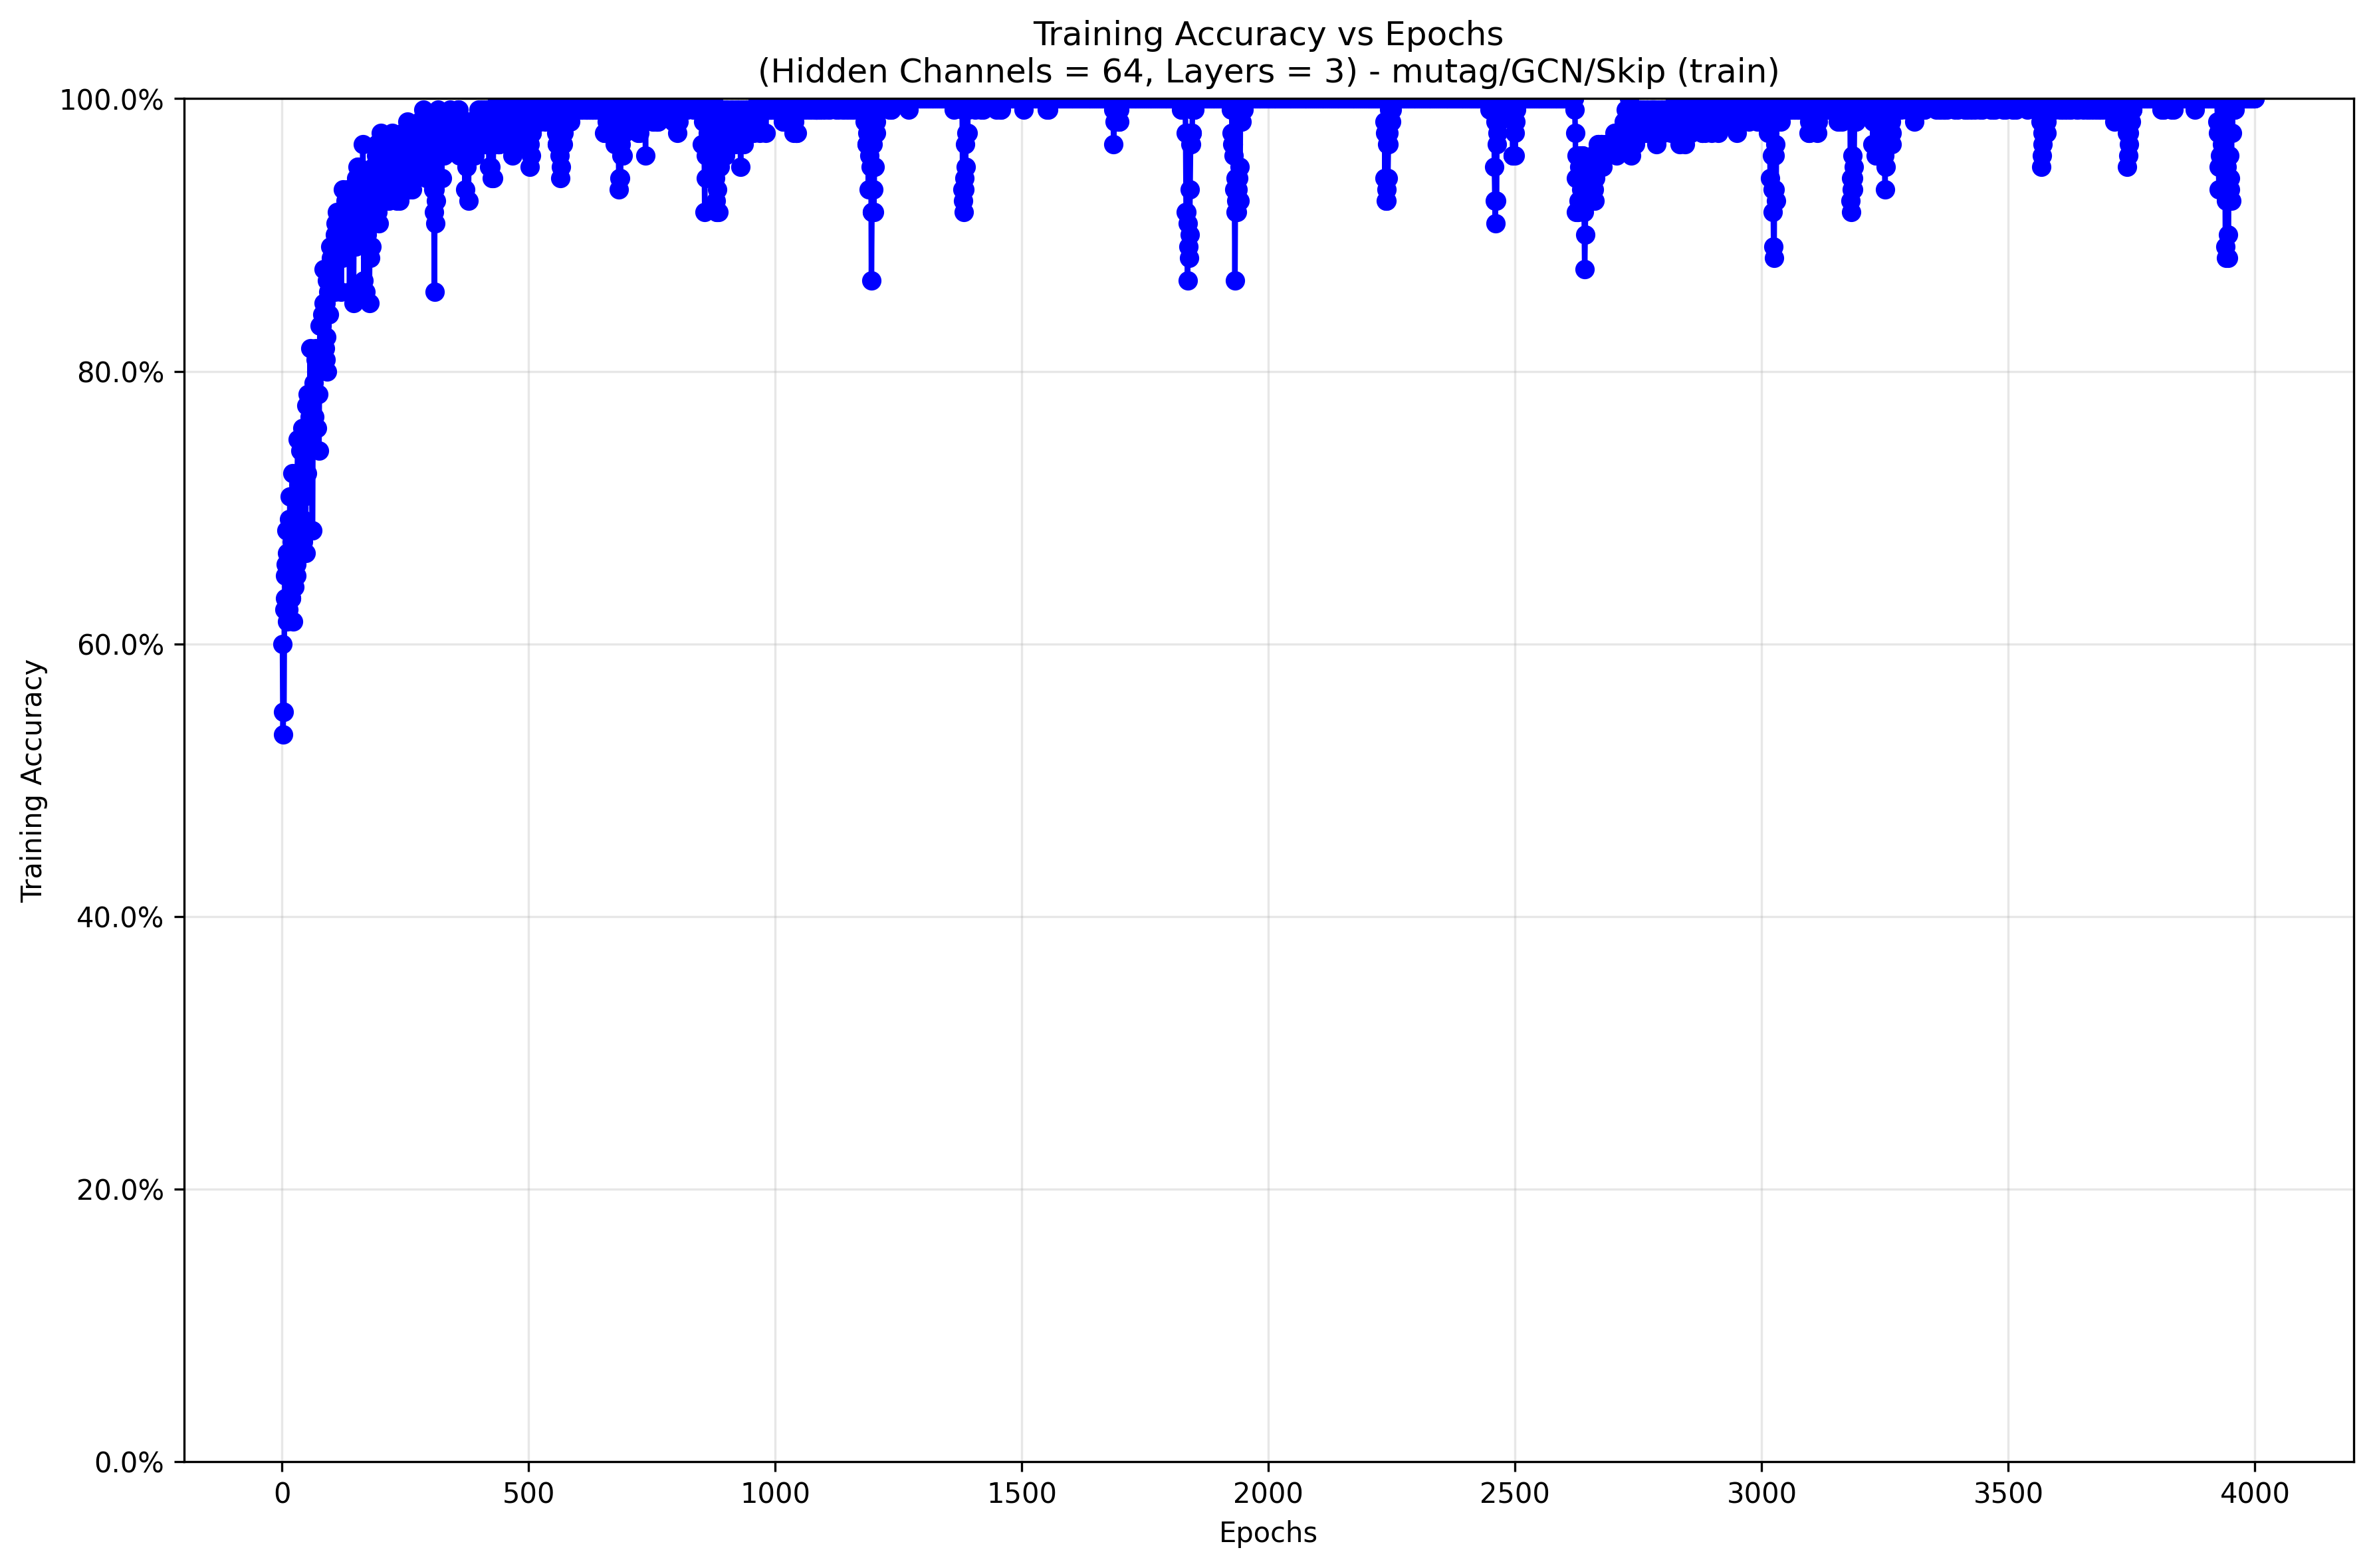 Training Accuracy vs Epochs
(Hidden Channels = 64, Layers = 3) - mutag/GCN/Skip (train)
100.0%
80.0%
60.0%
40.0%
20.0%
0.0%
Training Accuracy
0 500 1000 1500 2000 2500 3000 3500 4000
Epochs